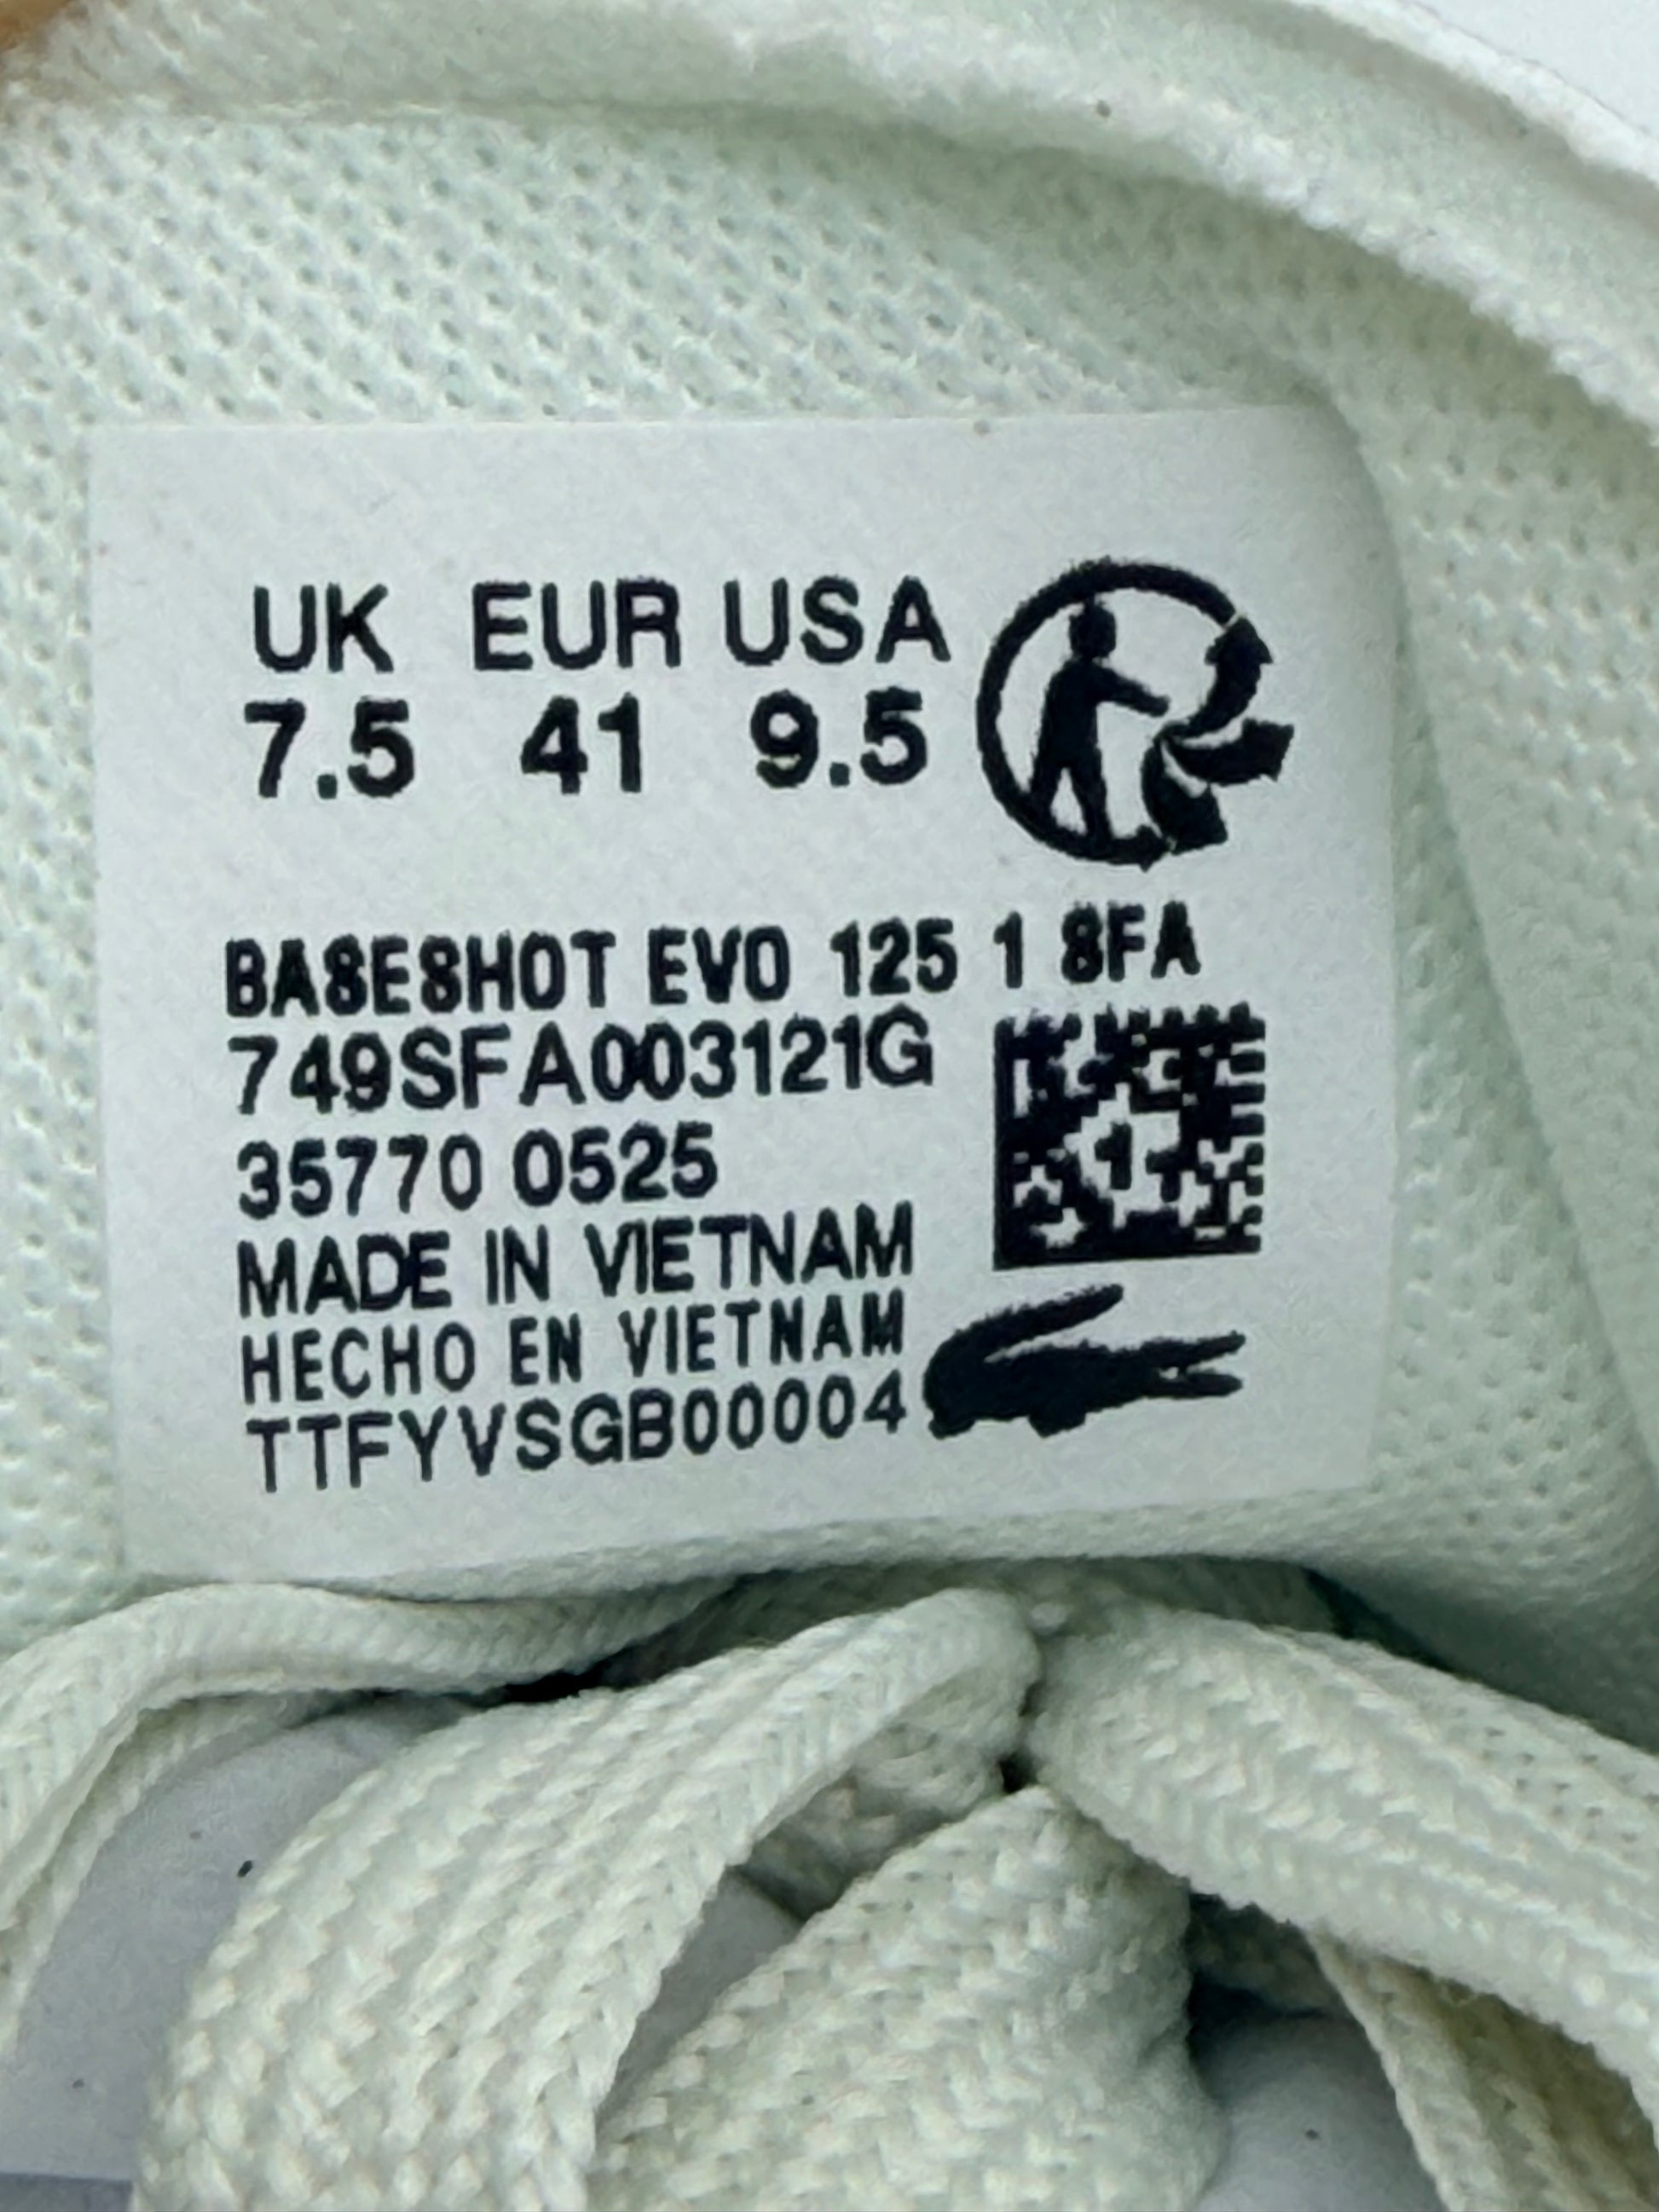 UK EUR USA
7.5 41 9.5
BASESHOT EVO 125 1 SFA
749SFA003121G
35770 0525
MADE IN VIETNAM
HECHO EN VIETNAM
TTFYVSGB00004